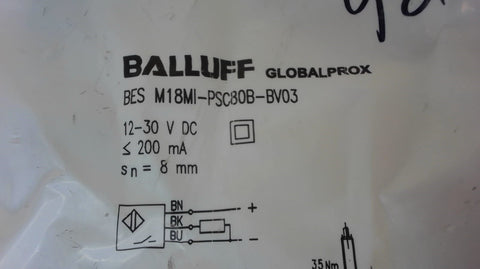 BALLUFF GLOBALPROX
BES M18MI-PSC80B-BV03
12-30 V DC
≤ 200 mA
sn = 8 mm
BN +
BK
BU −
35 Nm